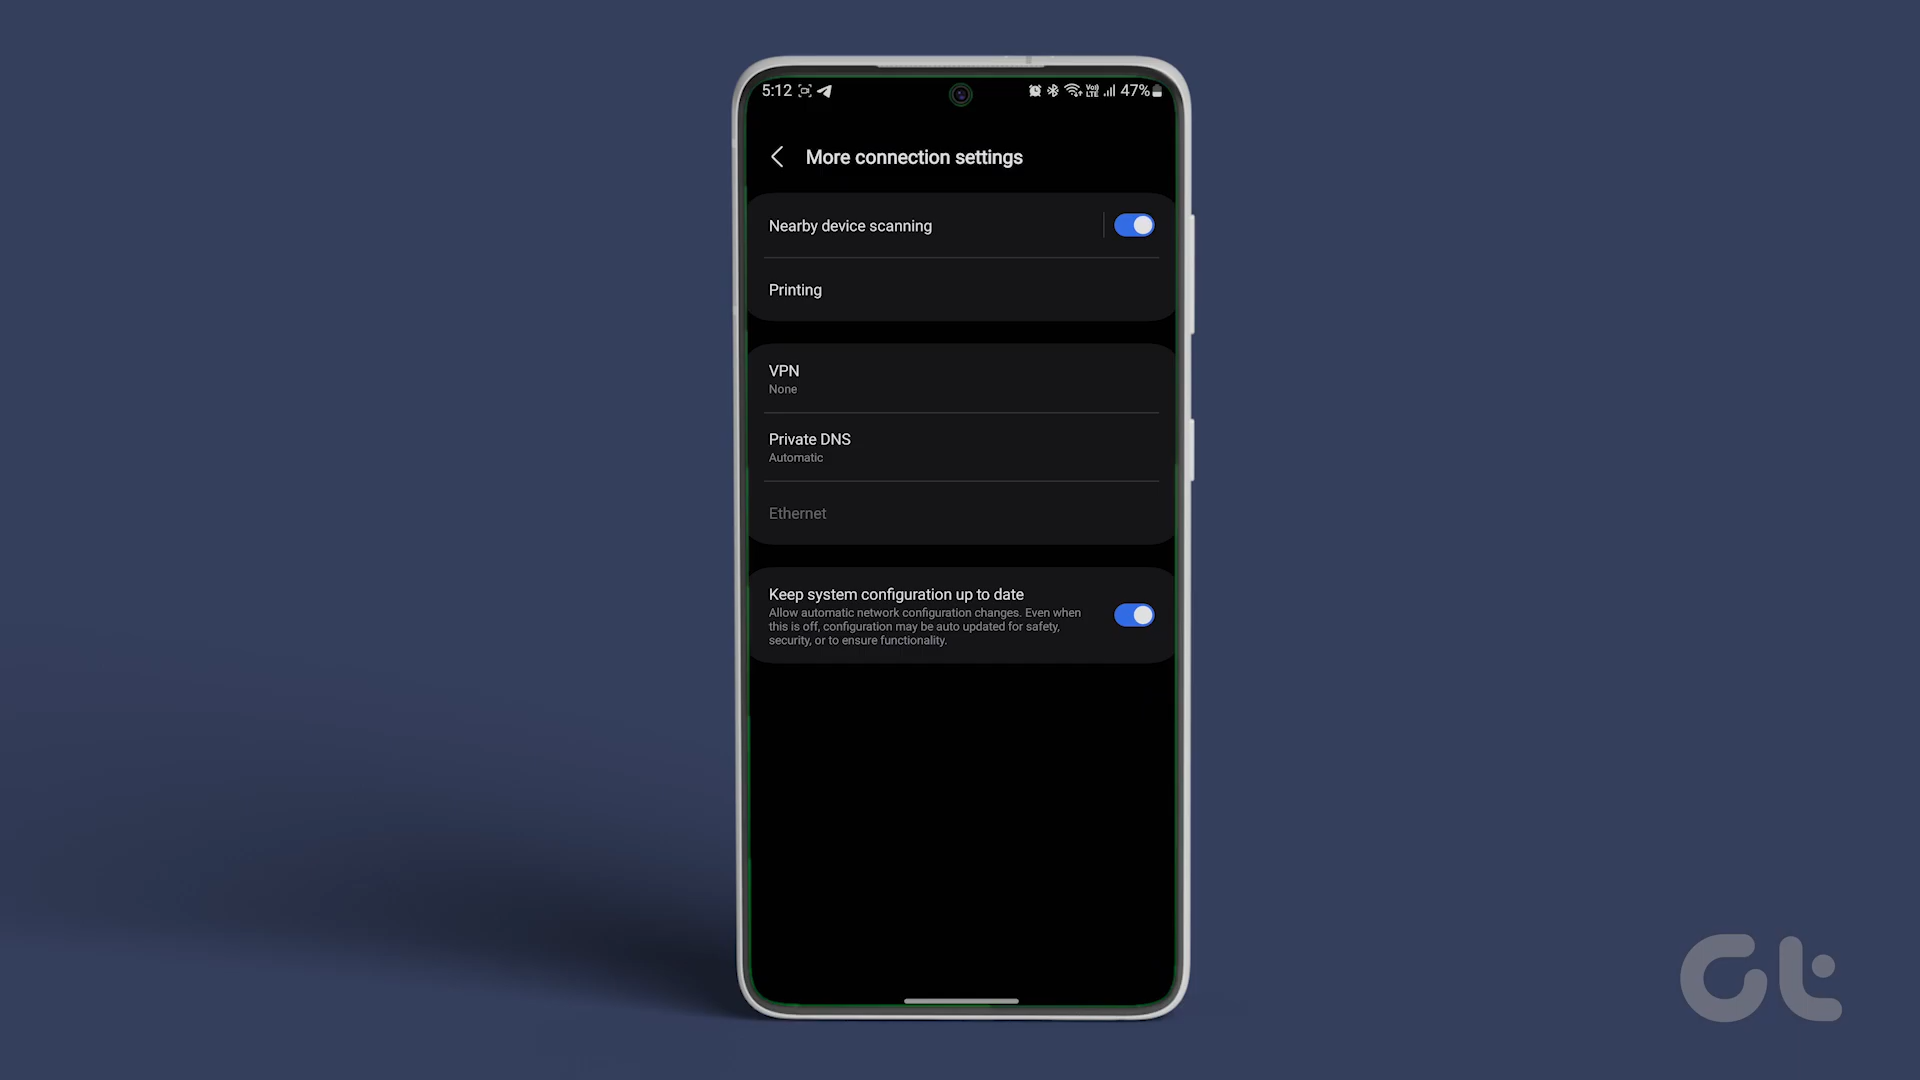 5:12 47%
More connection settings
Nearby device scanning
Printing
VPN
None
Private DNS
Automatic
Ethernet
Keep system configuration up to date
Allow automatic network configuration changes. Even when
this is off, configuration may be auto updated for safety,
security, or to ensure functionality.
Gt